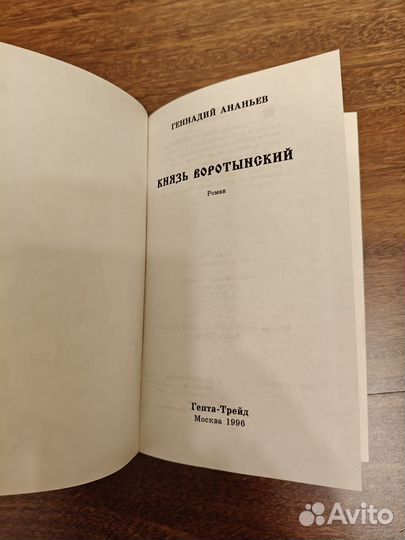 ГЕННАДИЙ АНАНЬЕВ
КНЯЗЬ ВОРОТЫНСКИЙ
Роман
Гепта-Трейд
Москва 1996
Avito